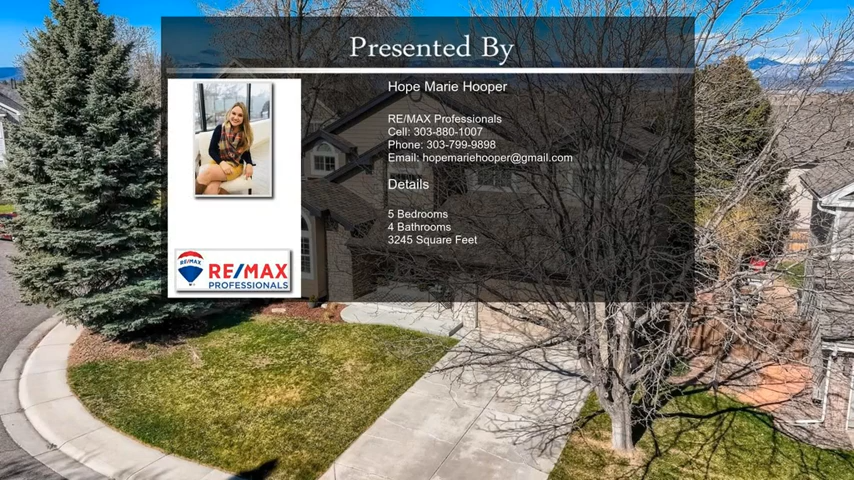 Presented By
Hope Marie Hooper
RE/MAX Professionals
Cell: 303-880-1007
Phone: 303-799-9898
Email: hopemariehooper@gmail.com
Details
5 Bedrooms
4 Bathrooms
3245 Square Feet
RE/MAX
RE/MAX
PROFESSIONALS